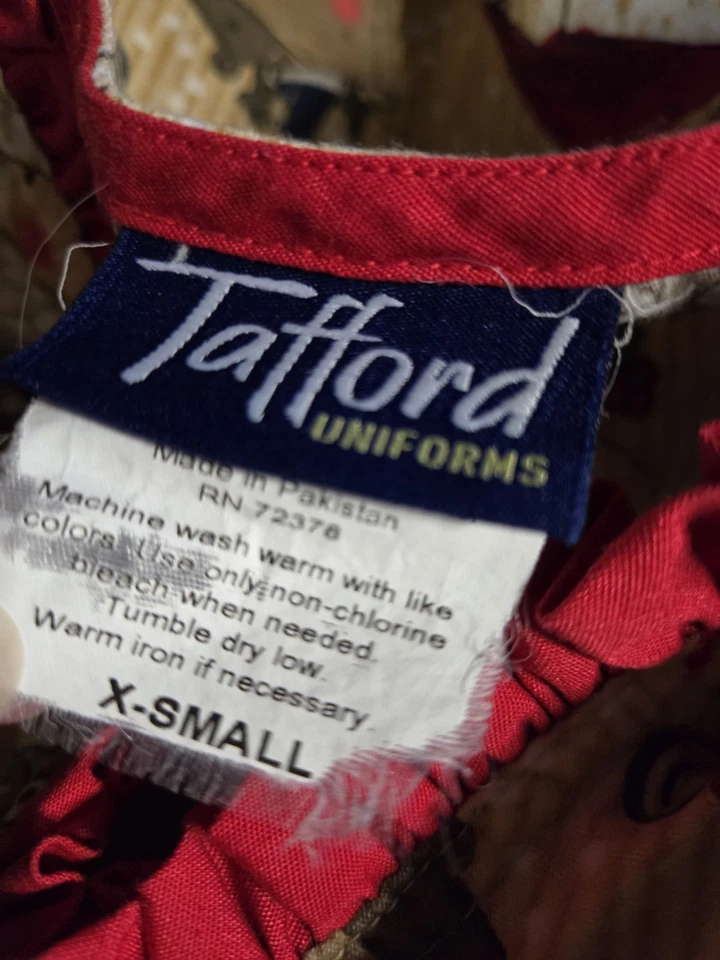 Tafford
UNIFORMS
Made in Pakistan
RN 72376
Machine wash warm with like
colors. Use only non-chlorine
bleach when needed.
Tumble dry low.
Warm iron if necessary.
X-SMALL